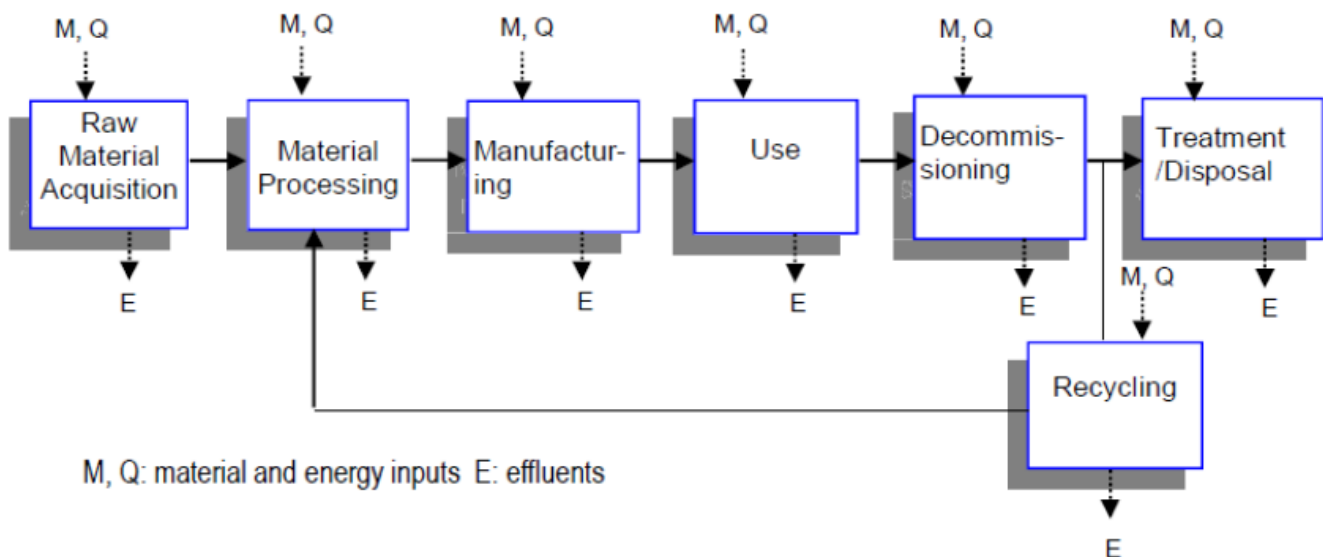 M, Q
M, Q
M, Q
M, Q
M, Q
M, Q
Raw
Material
Acquisition
Material
Processing
Manufactur-
ing
Use
Decommis-
sioning
Treatment
/Disposal
E
E
E
E
E
E
M, Q
Recycling
E
M, Q: material and energy inputs E: effluents